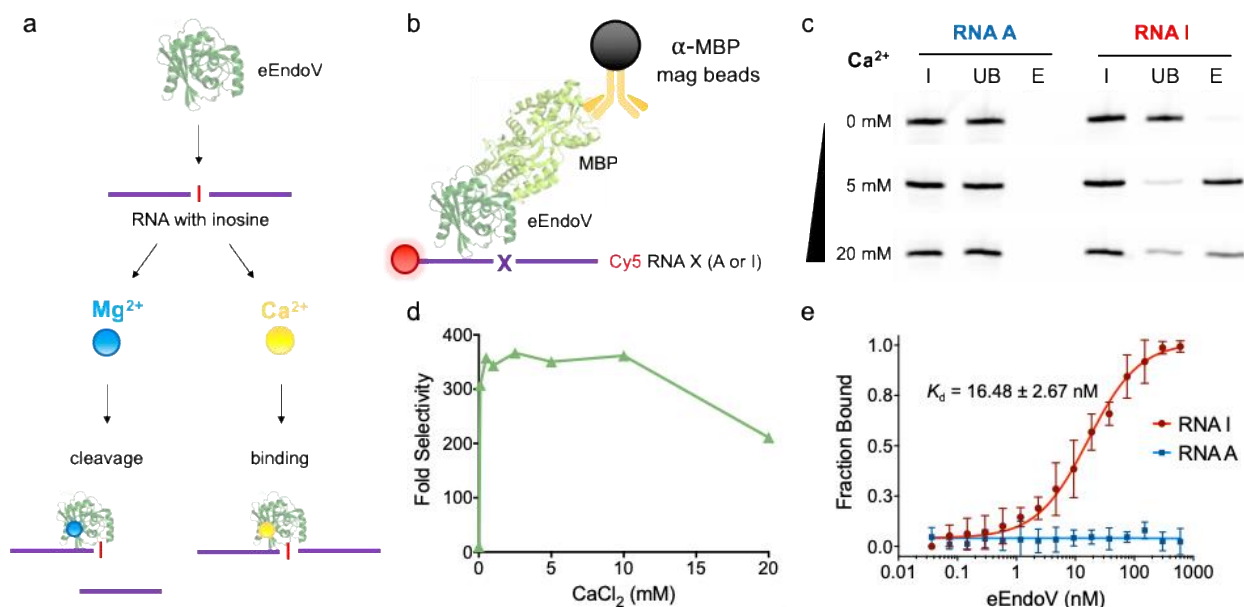 a
eEndoV
RNA with inosine
Mg²⁺
Ca²⁺
cleavage
binding
b
α-MBP
mag beads
MBP
eEndoV
X
Cy5 RNA X (A or I)
c
RNA A
RNA I
Ca²⁺
I UB E
I UB E
0 mM
5 mM
20 mM
d
Fold Selectivity
400
300
200
100
0
0 5 10 15 20
CaCl₂ (mM)
e
Fraction Bound
1.0
0.8
0.5
0.3
0.0
K_d = 16.48 ± 2.67 nM
RNA I
RNA A
0.01 0.1 1 10 100 1000
eEndoV (nM)